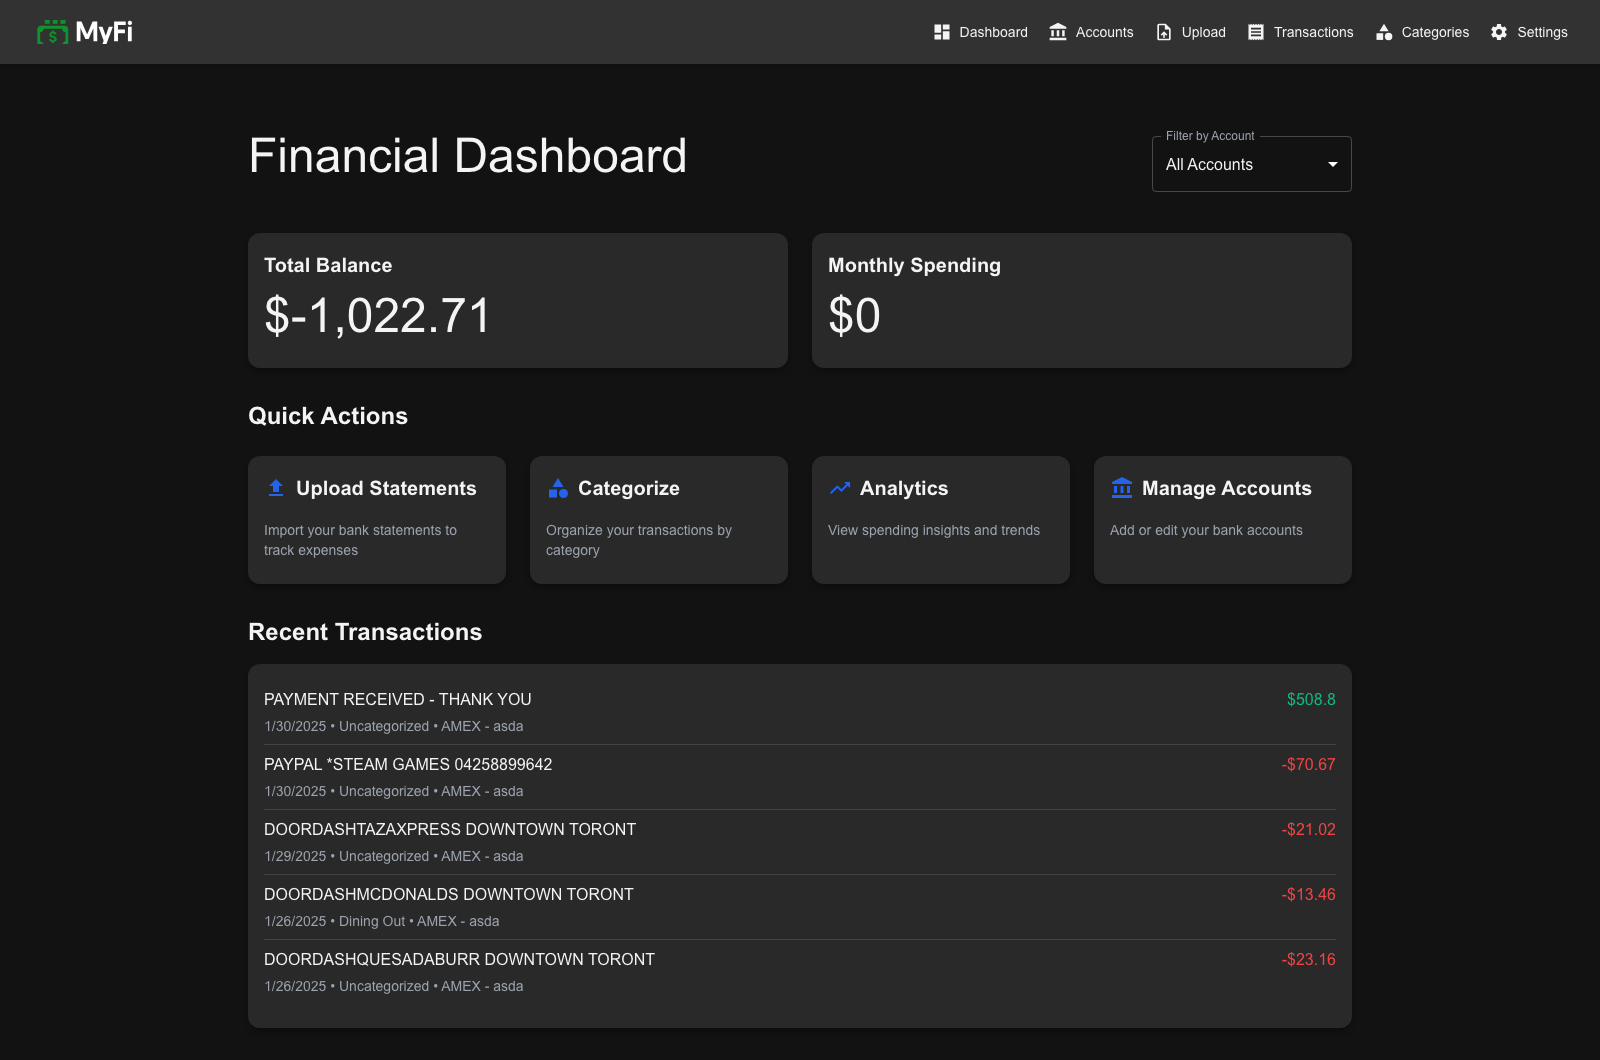 MyFi
Dashboard
Accounts
Upload
Transactions
Categories
Settings
Financial Dashboard
Filter by Account
All Accounts
Total Balance
$-1,022.71
Monthly Spending
$0
Quick Actions
Upload Statements
Import your bank statements to
track expenses
Categorize
Organize your transactions by
category
Analytics
View spending insights and trends
Manage Accounts
Add or edit your bank accounts
Recent Transactions
PAYMENT RECEIVED - THANK YOU
$508.8
1/30/2025 • Uncategorized • AMEX - asda
PAYPAL *STEAM GAMES 04258899642
-$70.67
1/30/2025 • Uncategorized • AMEX - asda
DOORDASHTAZAXPRESS DOWNTOWN TORONT
-$21.02
1/29/2025 • Uncategorized • AMEX - asda
DOORDASHMCDONALDS DOWNTOWN TORONT
-$13.46
1/26/2025 • Dining Out • AMEX - asda
DOORDASHQUESADABURR DOWNTOWN TORONT
-$23.16
1/26/2025 • Uncategorized • AMEX - asda